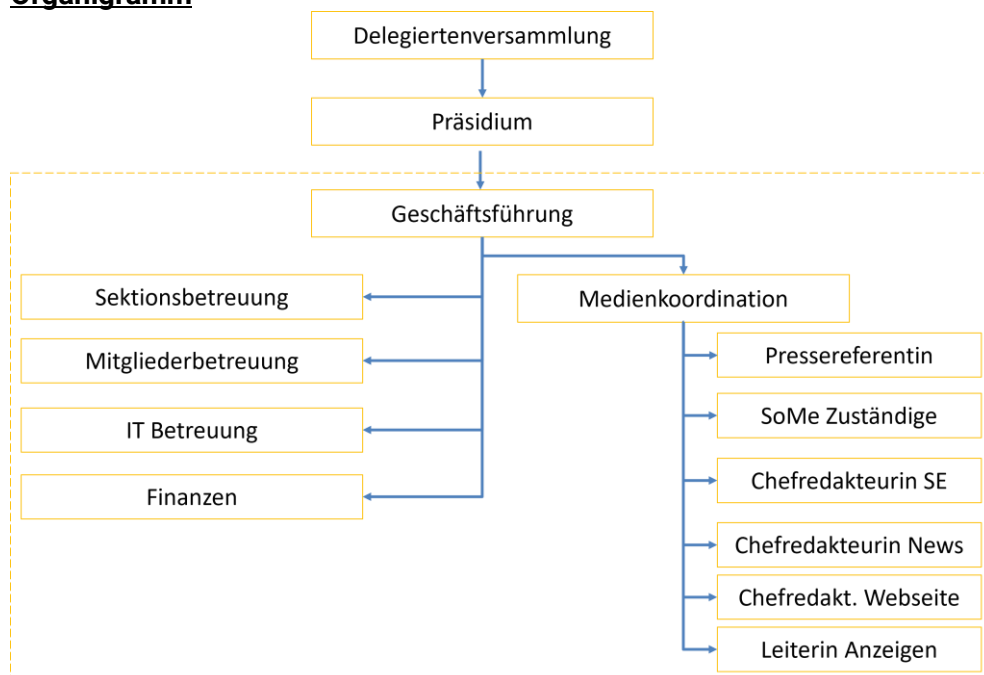 Organigramm
Delegiertenversammlung
Präsidium
Geschäftsführung
Sektionsbetreuung
Mitgliederbetreuung
IT Betreuung
Finanzen
Medienkoordination
Pressereferentin
SoMe Zuständige
Chefredakteurin SE
Chefredakteurin News
Chefredakt. Webseite
Leiterin Anzeigen